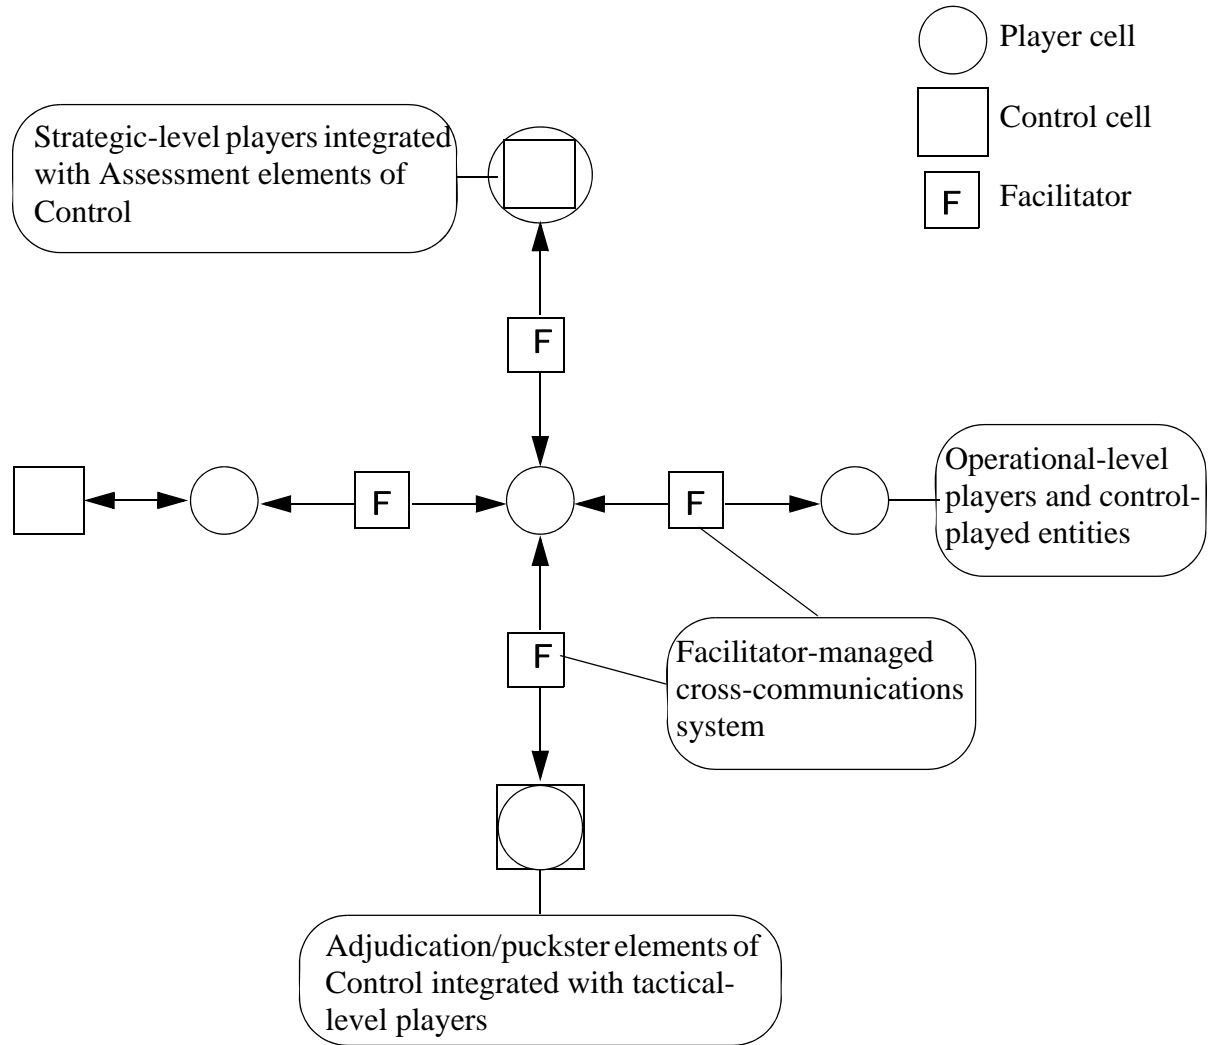 Player cell
Control cell
F Facilitator
Strategic-level players integrated
with Assessment elements of
Control
F
F
F
Operational-level
players and control-
played entities
F
Facilitator-managed
cross-communications
system
Adjudication/puckster elements of
Control integrated with tactical-
level players